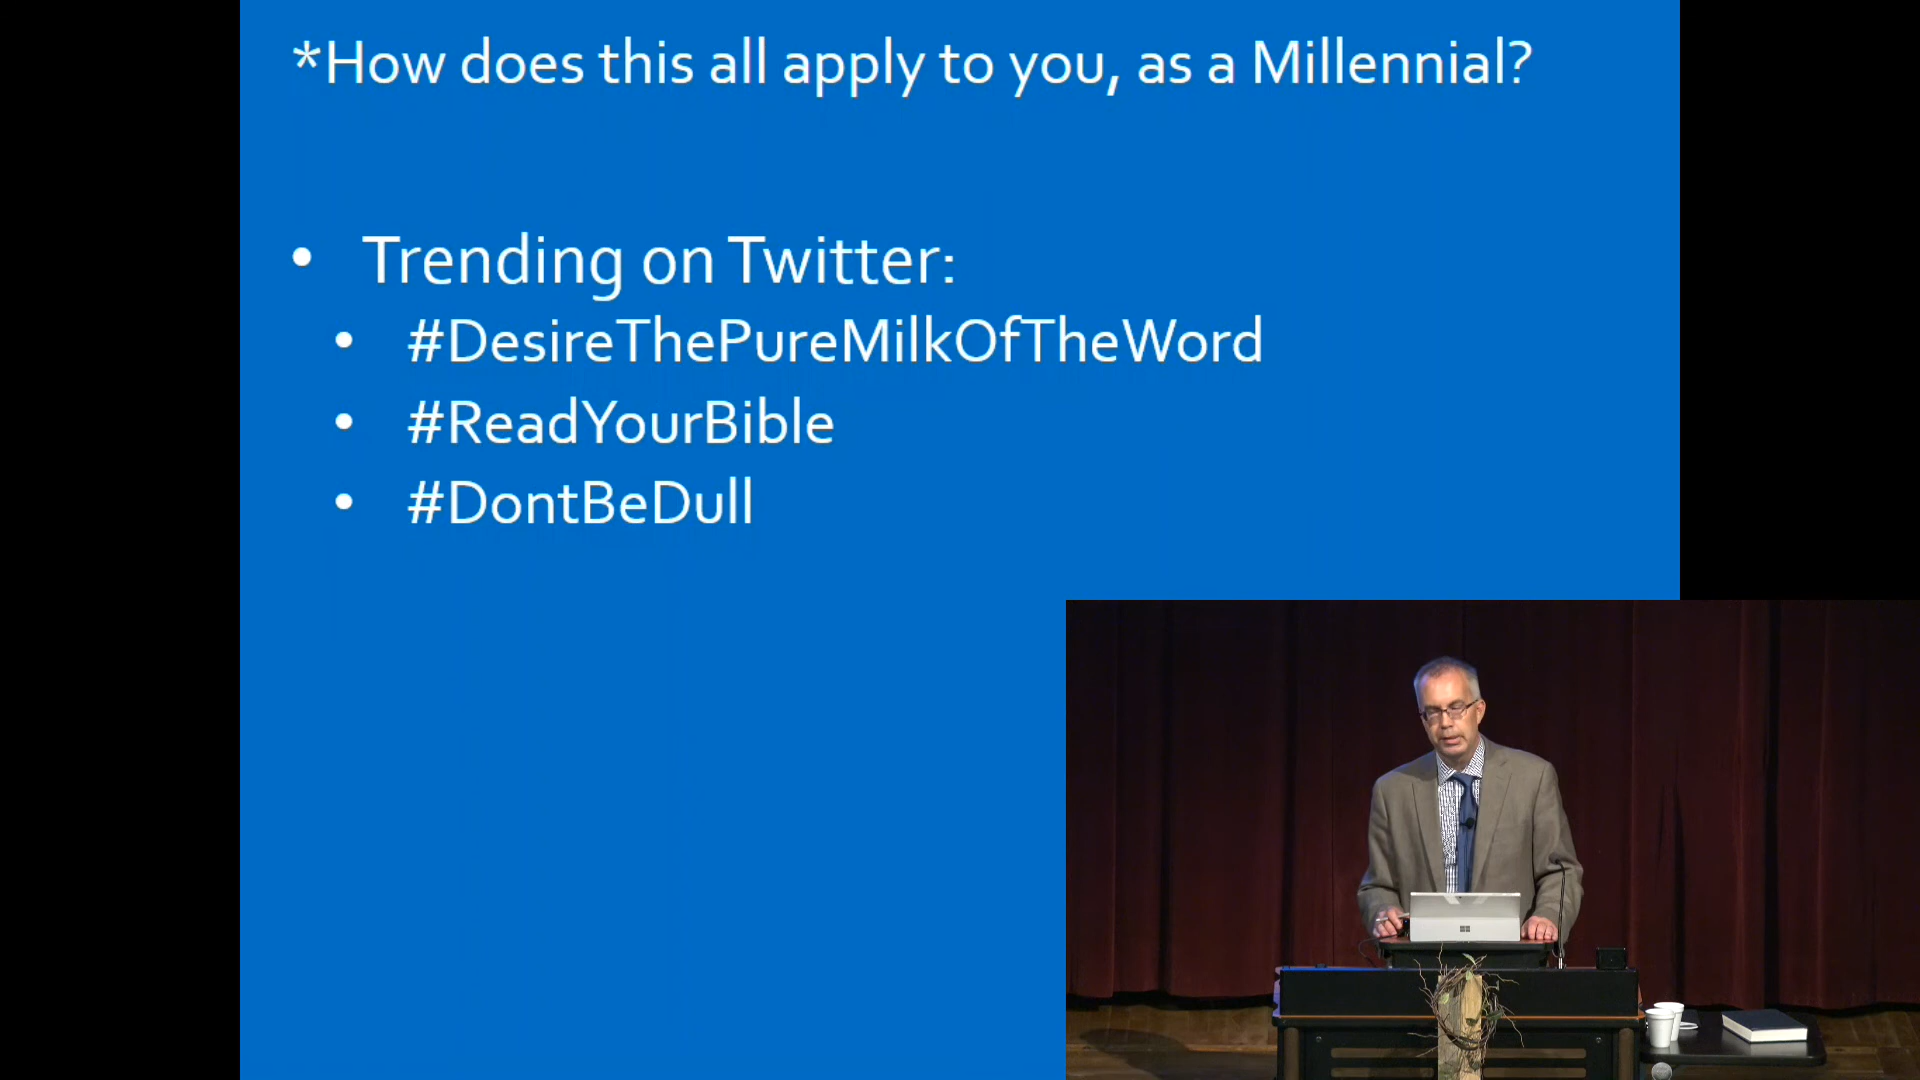 *How does this all apply to you, as a Millennial?
• Trending on Twitter:
• #DesireThePureMilkOfTheWord
• #ReadYourBible
• #DontBeDull